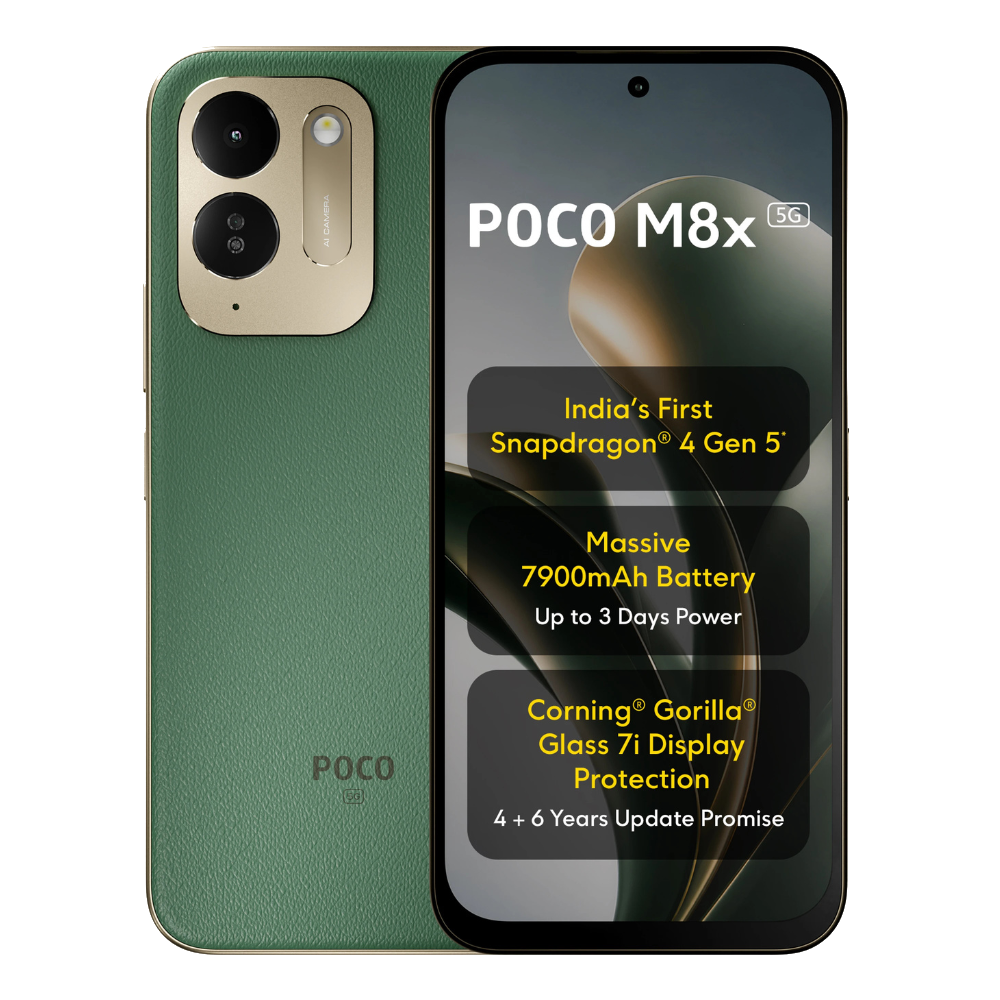 AI CAMERA
POCO
5G
POCO M8x 5G
India's First
Snapdragon® 4 Gen 5*
Massive
7900mAh Battery
Up to 3 Days Power
Corning® Gorilla®
Glass 7i Display
Protection
4 + 6 Years Update Promise